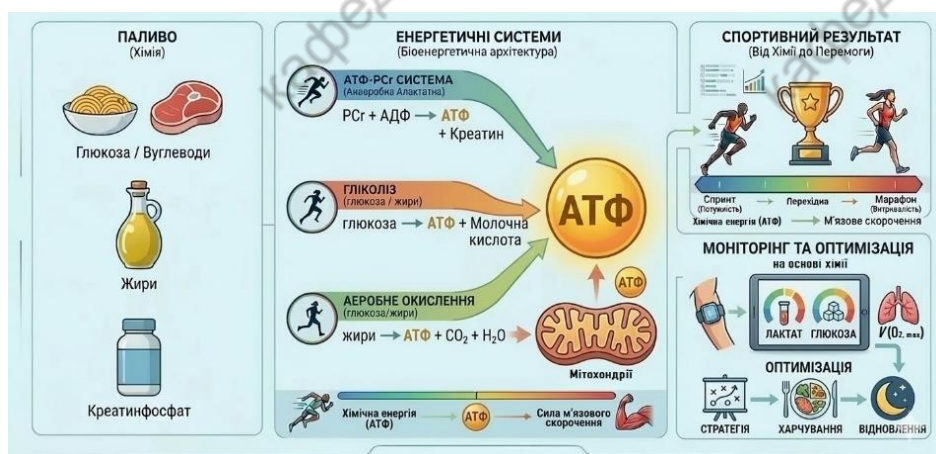 ПАЛИВО
(Хімія)
Глюкоза / Вуглеводи
Жири
Креатинфосфат
ЕНЕРГЕТИЧНІ СИСТЕМИ
(Біоенергетична архітектура)
АТФ-PCr СИСТЕМА
(Анаеробна Алактатна)
PCr + АДФ → АТФ
+ Креатин
ГЛІКОЛІЗ
(глюкоза / жири)
глюкоза → АТФ + Молочна
кислота
АЕРОБНЕ ОКИСЛЕННЯ
(глюкоза/жири)
жири → АТФ + CO₂ + H₂O →
АТФ
АТФ
Мітохондрії
Хімічна енергія
(АТФ)
АТФ
Сила м'язового
скорочення
СПОРТИВНИЙ РЕЗУЛЬТАТ
(Від Хімії до Перемоги)
Спринт → Перехідна → Марафон
(Потужність)
(Витривалість)
Хімічна енергія (АТФ) → М'язове скорочення
МОНІТОРІНГ ТА ОПТИМІЗАЦІЯ
на основі хімії
ЛАКТАТ
ГЛЮКОЗА
V(O₂ max)
ОПТИМІЗАЦІЯ
СТРАТЕГІЯ
ХАРЧУВАННЯ
ВІДНОВЛЕННЯ